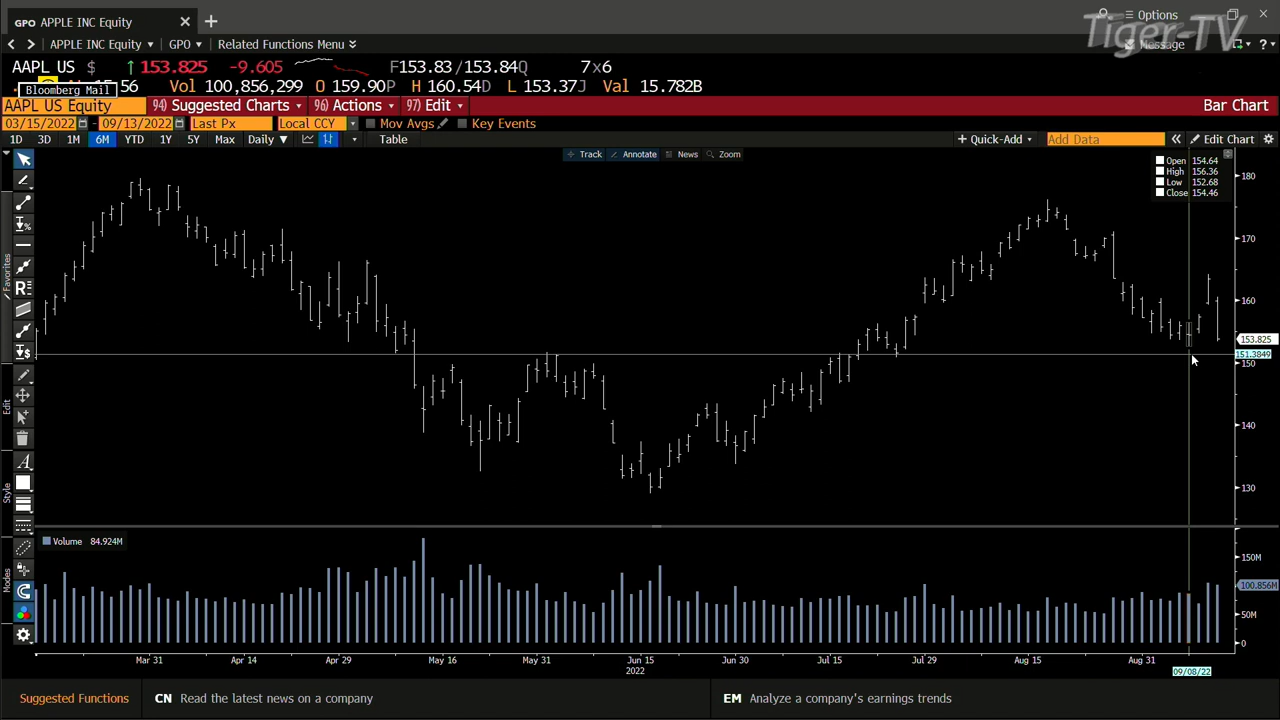 GPO APPLE INC Equity
Options
Tiger-TV
APPLE INC Equity GPO Related Functions Menu
Message
AAPL US $ 153.825 -9.605 F153.83/153.84Q 7x6
56 Vol 100,856,299 O 159.90P H 160.54D L 153.37J Val 15.782B
Bloomberg Mail
AAPL US Equity 94) Suggested Charts 96) Actions 97) Edit Bar Chart
03/15/2022 - 09/13/2022 Last Px Local CCY Mov Avgs Key Events
1D 3D 1M 6M YTD 1Y 5Y Max Daily Table + Quick-Add Add Data Edit Chart
Track Annotate News Zoom
Open 154.64
High 156.36
Low 152.68
Close 154.46
180
170
160
153.825
151.3849
150
140
130
Favorites
Edit
Style
Modes
Volume 84.924M
150M
100.856M
50M
0
Mar 31 Apr 14 Apr 29 May 16 May 31 Jun 15 Jun 30 Jul 15 Jul 29 Aug 15 Aug 31
2022
09/08/22
Suggested Functions CN Read the latest news on a company EM Analyze a company's earnings trends